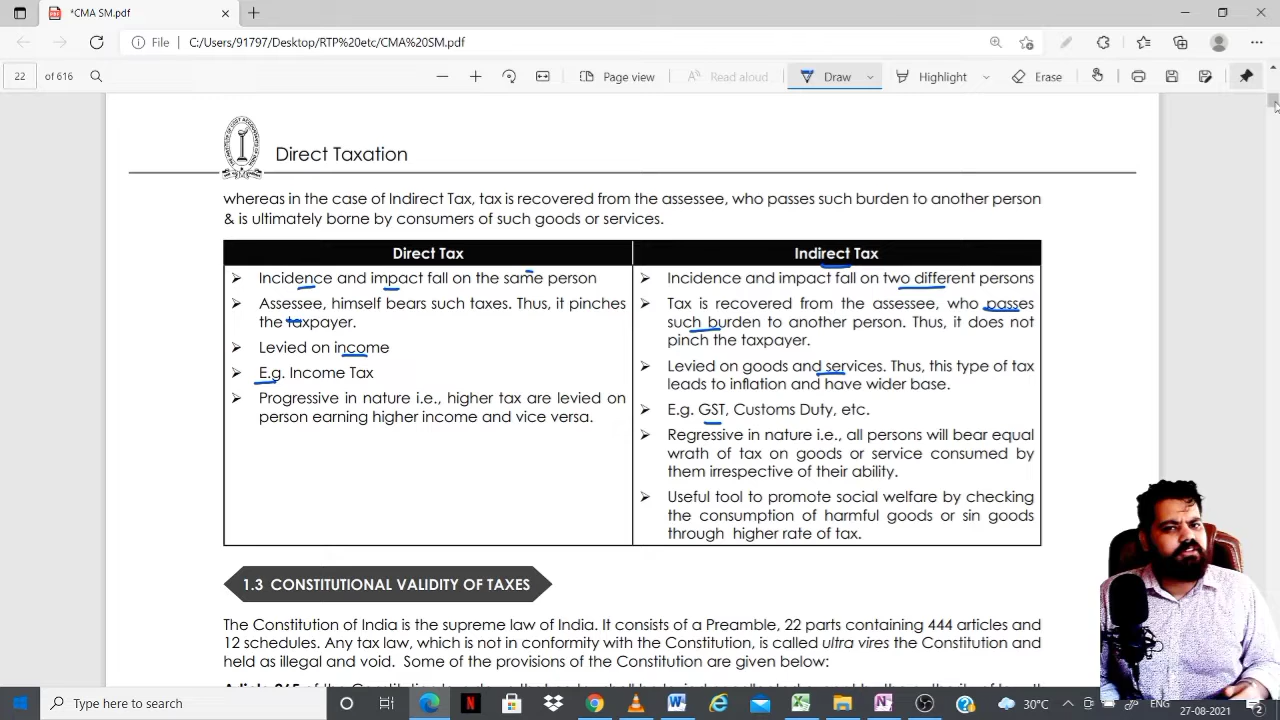 *CMA SM.pdf
File C:/Users/91797/Desktop/RTP%20etc/CMA%20SM.pdf
22 of 616 Page view Read aloud Draw Highlight Erase
Direct Taxation
whereas in the case of Indirect Tax, tax is recovered from the assessee, who passes such burden to another person
& is ultimately borne by consumers of such goods or services.
Direct Tax
Incidence and impact fall on the same person
Assessee, himself bears such taxes. Thus, it pinches
the taxpayer.
Levied on income
E.g. Income Tax
Progressive in nature i.e., higher tax are levied on
person earning higher income and vice versa.
Indirect Tax
Incidence and impact fall on two different persons
Tax is recovered from the assessee, who passes
such burden to another person. Thus, it does not
pinch the taxpayer.
Levied on goods and services. Thus, this type of tax
leads to inflation and have wider base.
E.g. GST, Customs Duty, etc.
Regressive in nature i.e., all persons will bear equal
wrath of tax on goods or service consumed by
them irrespective of their ability.
Useful tool to promote social welfare by checking
the consumption of harmful goods or sin goods
through higher rate of tax.
1.3 CONSTITUTIONAL VALIDITY OF TAXES
The Constitution of India is the supreme law of India. It consists of a Preamble, 22 parts containing 444 articles and
12 schedules. Any tax law, which is not in conformity with the Constitution, is called ultra vires the Constitution and
held as illegal and void. Some of the provisions of the Constitution are given below:
Type here to search
30°C
ENG
27-08-2021